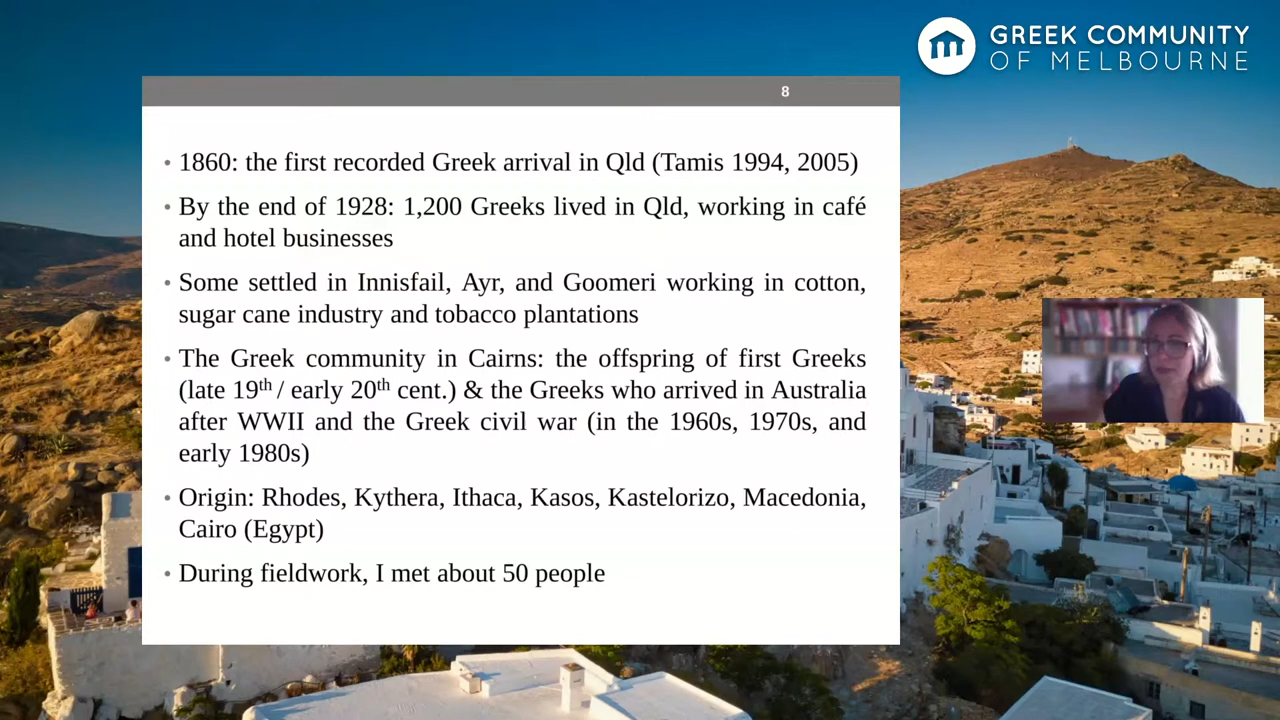 GREEK COMMUNITY
OF MELBOURNE
8
• 1860: the first recorded Greek arrival in Qld (Tamis 1994, 2005)
• By the end of 1928: 1,200 Greeks lived in Qld, working in café
and hotel businesses
• Some settled in Innisfail, Ayr, and Goomeri working in cotton,
sugar cane industry and tobacco plantations
• The Greek community in Cairns: the offspring of first Greeks
(late 19th / early 20th cent.) & the Greeks who arrived in Australia
after WWII and the Greek civil war (in the 1960s, 1970s, and
early 1980s)
• Origin: Rhodes, Kythera, Ithaca, Kasos, Kastelorizo, Macedonia,
Cairo (Egypt)
• During fieldwork, I met about 50 people